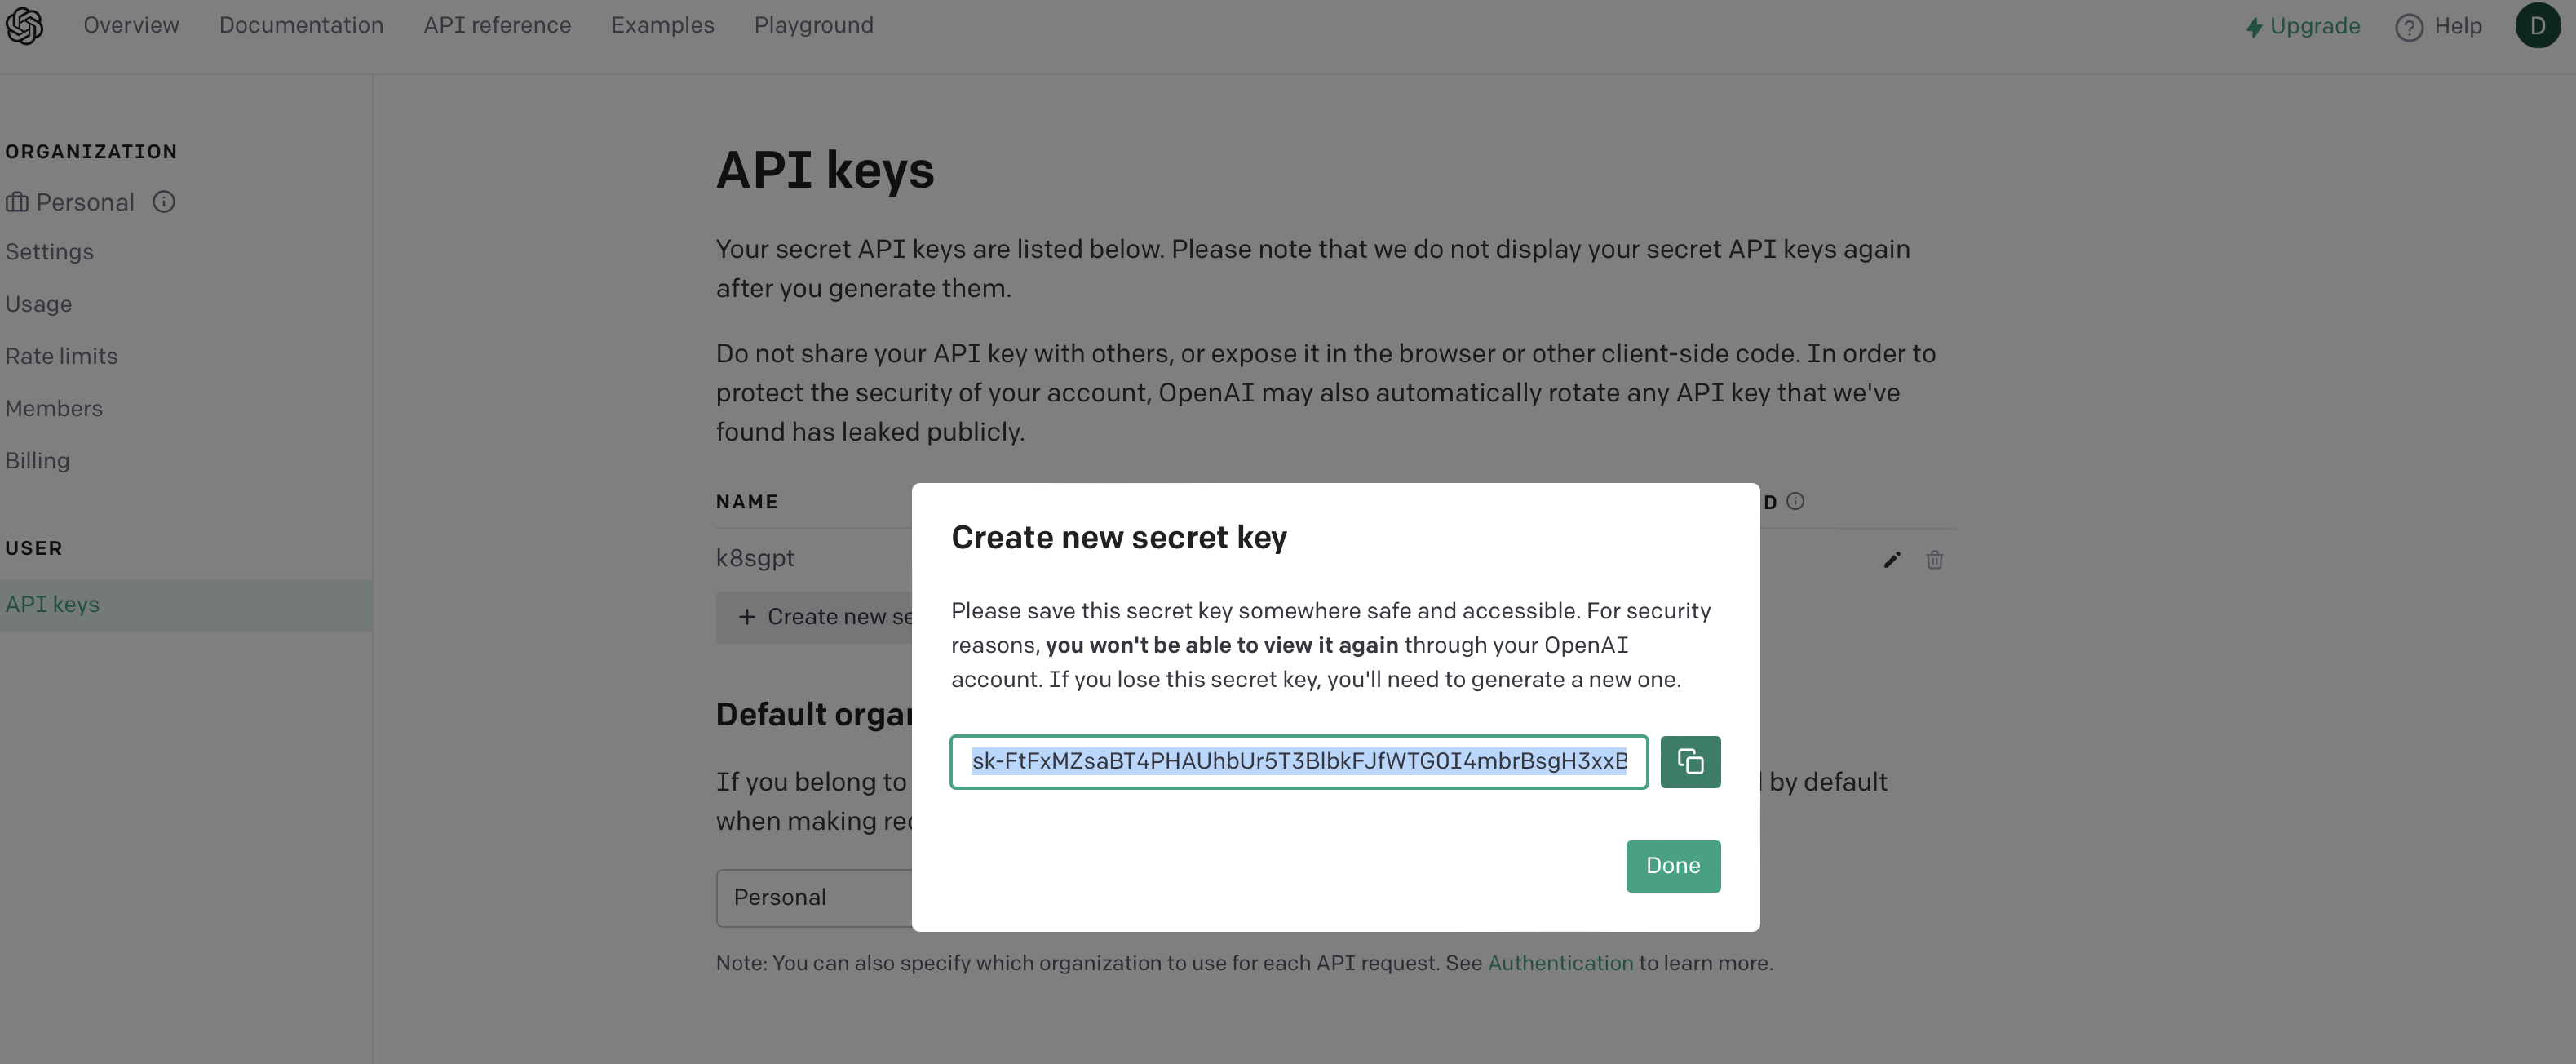 Overview Documentation API reference Examples Playground Upgrade Help D
ORGANIZATION
Personal
Settings
Usage
Rate limits
Members
Billing
USER
API keys
API keys
Your secret API keys are listed below. Please note that we do not display your secret API keys again
after you generate them.
Do not share your API key with others, or expose it in the browser or other client-side code. In order to
protect the security of your account, OpenAI may also automatically rotate any API key that we've
found has leaked publicly.
NAME D
k8sgpt
+ Create new se
Default organ
If you belong to
by default
when making rec
Personal
Note: You can also specify which organization to use for each API request. See Authentication to learn more.
Create new secret key
Please save this secret key somewhere safe and accessible. For security
reasons, you won't be able to view it again through your OpenAI
account. If you lose this secret key, you'll need to generate a new one.
sk-FtFxMZsaBT4PHAUhbUr5T3BlbkFJfWTG0I4mbrBsgH3xxB
Done